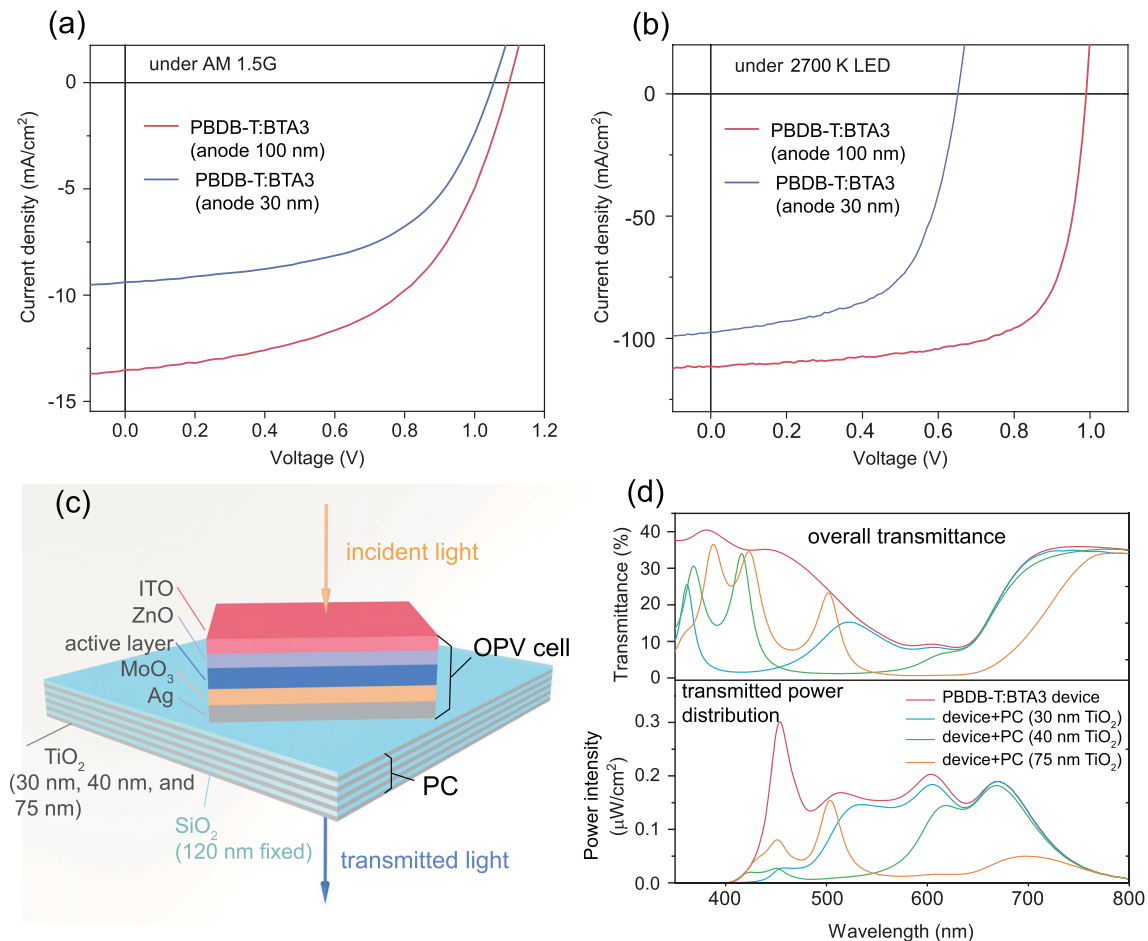 (a)
under AM 1.5G
PBDB-T:BTA3
(anode 100 nm)
PBDB-T:BTA3
(anode 30 nm)
0
-5
-10
-15
0.0 0.2 0.4 0.6 0.8 1.0 1.2
Current density (mA/cm²)
Voltage (V)
(b)
under 2700 K LED
PBDB-T:BTA3
(anode 100 nm)
PBDB-T:BTA3
(anode 30 nm)
0
-50
-100
0.0 0.2 0.4 0.6 0.8 1.0
Current density (mA/cm²)
Voltage (V)
(c)
incident light
ITO
ZnO
active layer
MoO₃
Ag
OPV cell
PC
TiO₂
(30 nm, 40 nm, and
75 nm)
SiO₂
(120 nm fixed)
transmitted light
(d)
overall transmittance
40
30
20
10
0
Transmittance (%)
transmitted power
distribution
PBDB-T:BTA3 device
device+PC (30 nm TiO₂)
device+PC (40 nm TiO₂)
device+PC (75 nm TiO₂)
0.3
0.2
0.1
0.0
Power intensity
(µW/cm²)
400 500 600 700 800
Wavelength (nm)